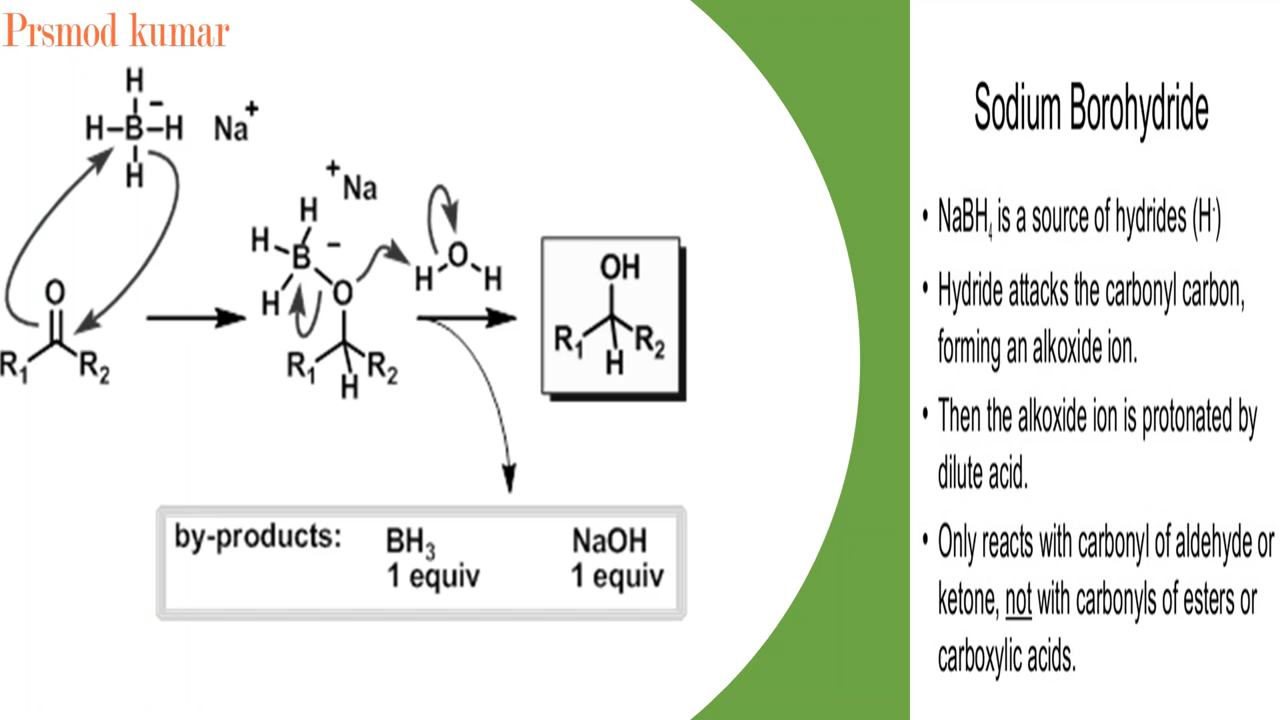 Prsmod kumar
H
H–B–H Na⁺
–
H
O
R₁ R₂
⁺Na
H
H B –
H O
R₁ R₂
H
O
H H
OH
R₁ R₂
H
by-products: BH₃ NaOH
1 equiv 1 equiv
Sodium Borohydride
• NaBH₄ is a source of hydrides (H⁻)
• Hydride attacks the carbonyl carbon,
forming an alkoxide ion.
• Then the alkoxide ion is protonated by
dilute acid.
• Only reacts with carbonyl of aldehyde or
ketone, not with carbonyls of esters or
carboxylic acids.